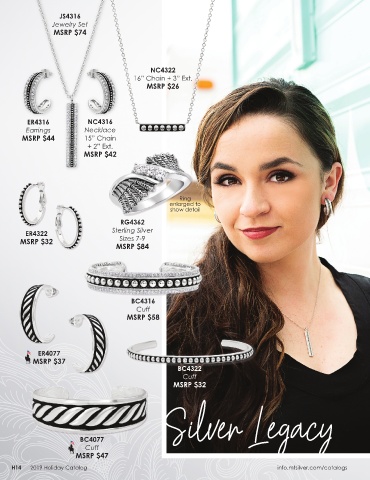 JS4316
Jewelry Set
MSRP $74
NC4322
16" Chain + 3" Ext.
MSRP $26
ER4316
Earrings
MSRP $44
NC4316
Necklace
15" Chain
+ 2" Ext.
MSRP $42
Ring
enlarged to
show detail
RG4362
Sterling Silver
Sizes 7-9
MSRP $84
ER4322
MSRP $32
BC4316
Cuff
MSRP $58
ER4077
MSRP $37
BC4322
Cuff
MSRP $32
BC4077
Cuff
MSRP $47
Silver Legacy
H14 2019 Holiday Catalog
info.mtsilver.com/catalogs